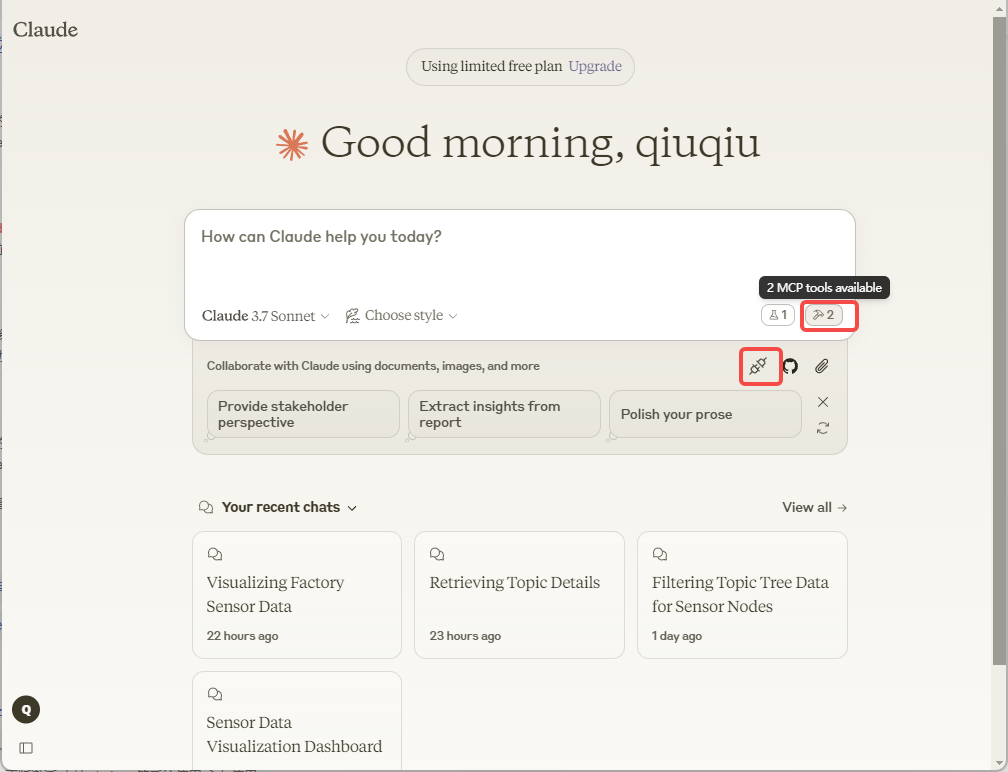 Claude
Using limited free plan Upgrade
Good morning, qiuqiu
How can Claude help you today?
2 MCP tools available
Claude 3.7 Sonnet Choose style 1 2
Collaborate with Claude using documents, images, and more
Provide stakeholder
perspective
Extract insights from
report
Polish your prose
Your recent chats View all
Visualizing Factory
Sensor Data
22 hours ago
Retrieving Topic Details
23 hours ago
Filtering Topic Tree Data
for Sensor Nodes
1 day ago
Sensor Data
Visualization Dashboard
Q